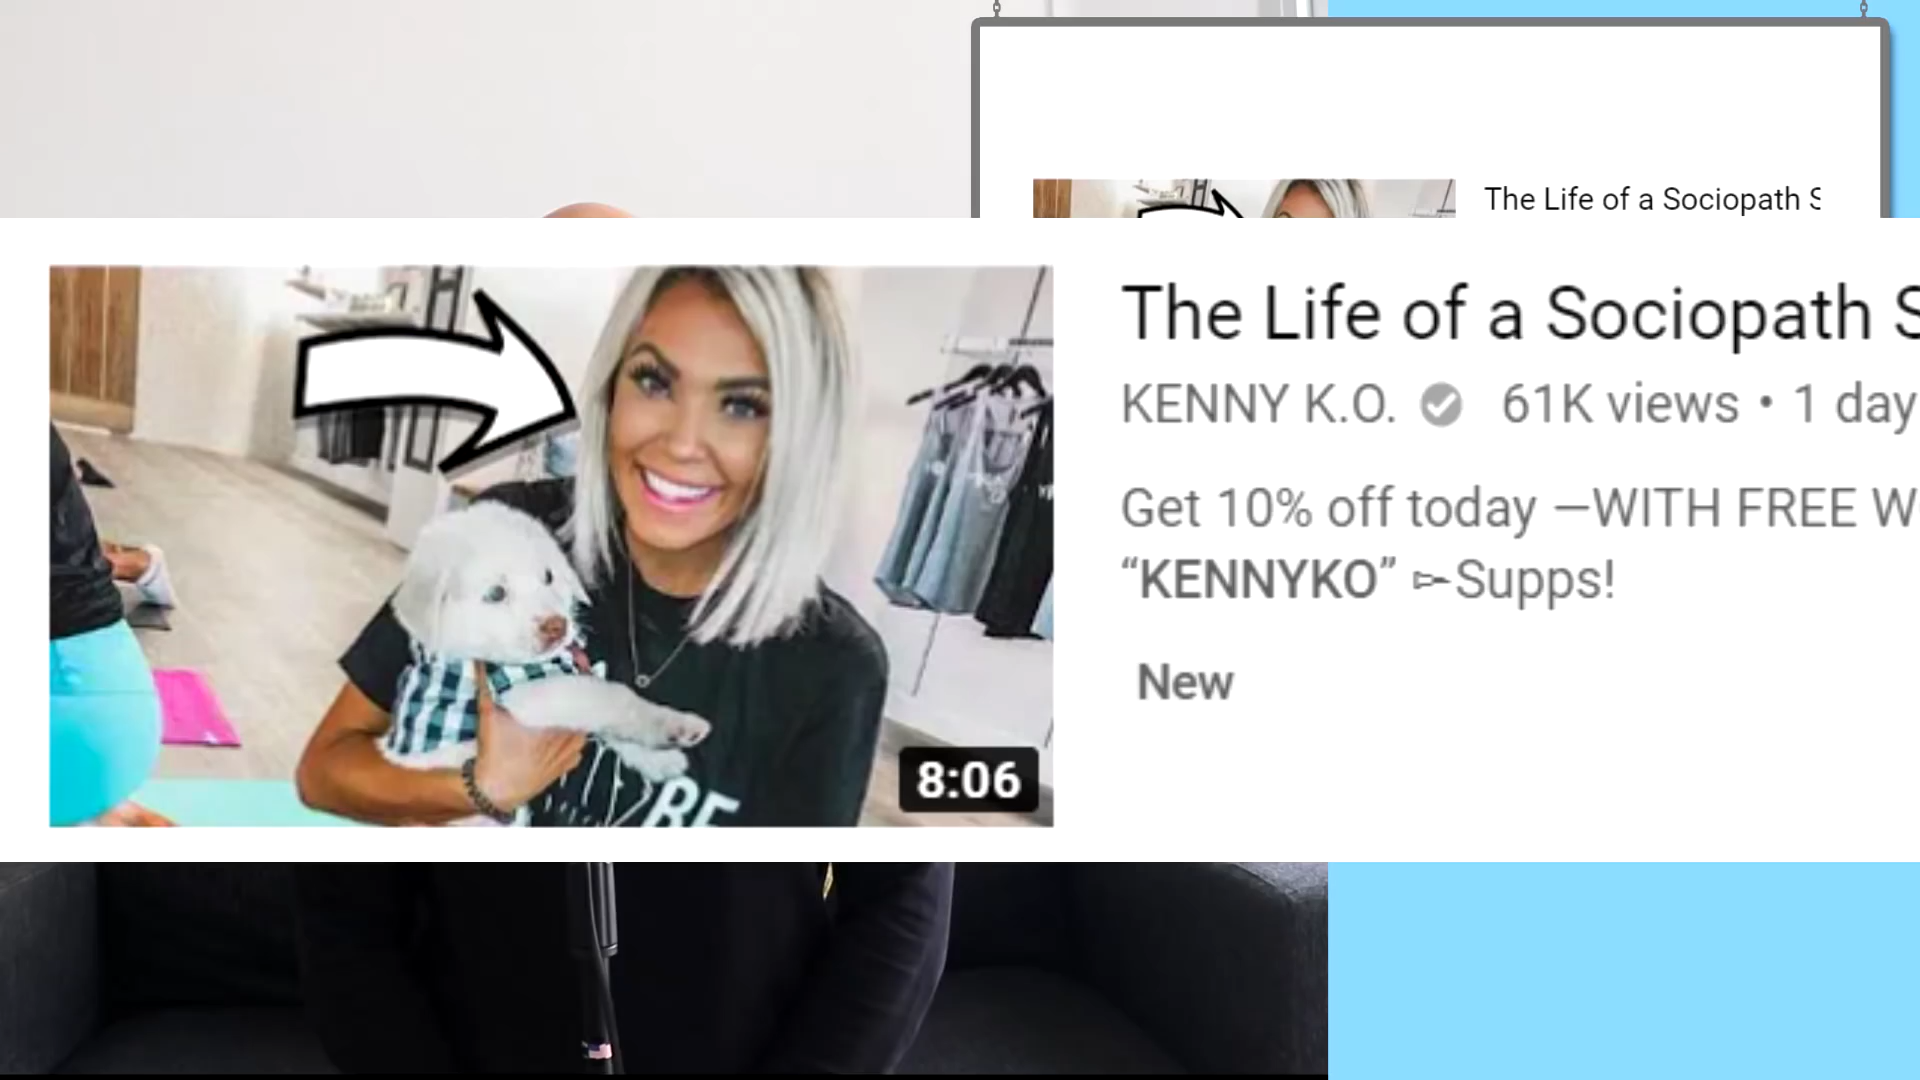 The Life of a Sociopath S
The Life of a Sociopath S
KENNY K.O. 61K views • 1 day
Get 10% off today —WITH FREE W
“KENNYKO” ▻Supps!
New
BE
8:06